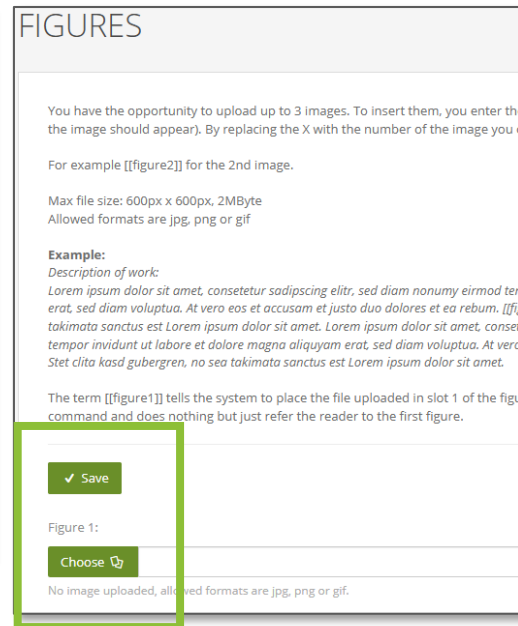 FIGURES
You have the opportunity to upload up to 3 images. To insert them, you enter
the image should appear). By replacing the X with the number of the image you
For example [[figure2]] for the 2nd image.
Max file size: 600px x 600px, 2MByte
Allowed formats are jpg, png or gif
Example:
Description of work:
Lorem ipsum dolor sit amet, consetetur sadipscing elitr, sed diam nonumy eirmod
erat, sed diam voluptua. At vero eos et accusam et justo duo dolores et ea rebum.
takimata sanctus est Lorem ipsum dolor sit amet. Lorem ipsum dolor sit amet,
tempor invidunt ut labore et dolore magna aliquyam erat, sed diam voluptua. At
Stet clita kasd gubergren, no sea takimata sanctus est Lorem ipsum dolor sit amet.
The term [[figure1]] tells the system to place the file uploaded in slot 1 of the
command and does nothing but just refer the reader to the first figure.
Save
Figure 1:
Choose
No image uploaded, allowed formats are jpg, png or gif.